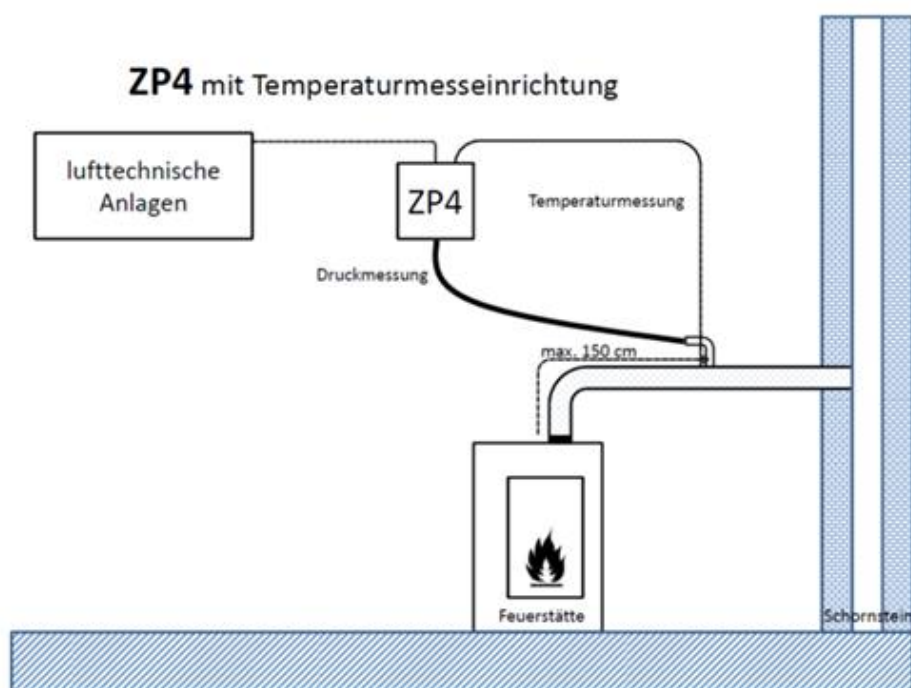 ZP4 mit Temperaturmesseinrichtung
lufttechnische
Anlagen
ZP4
Temperaturmessung
Druckmessung
max. 150 cm
Feuerstätte
Schornstein